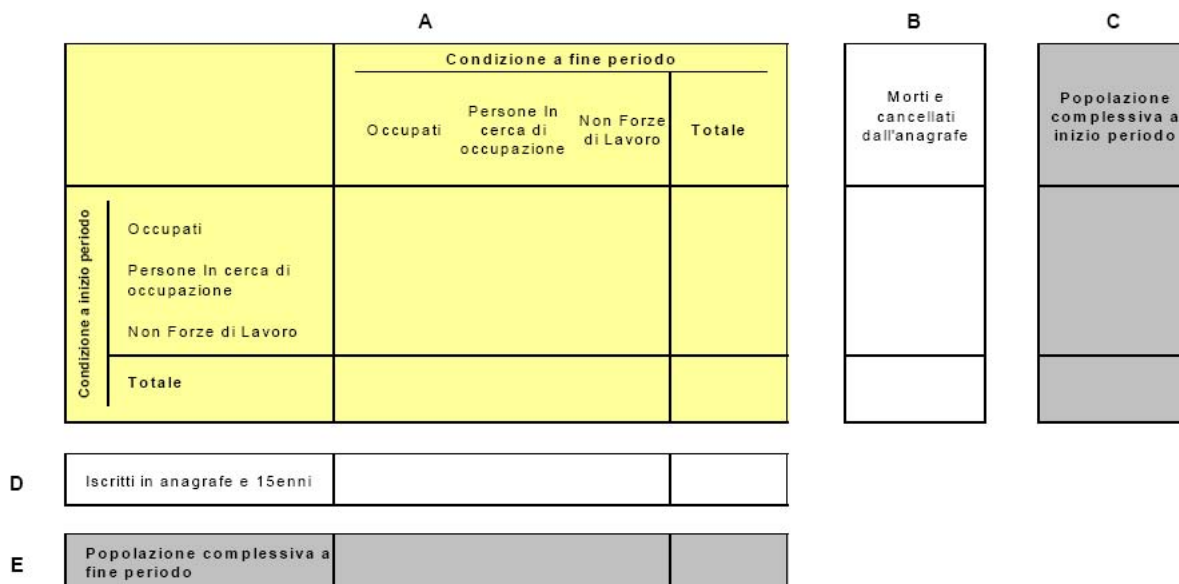 A
B
C
Condizione a fine periodo
Occupati
Persone In
cerca di
occupazione
Non Forze
di Lavoro
Totale
Morti e
cancellati
dall'anagrafe
Popolazione
complessiva a
inizio periodo
Condizione a inizio periodo
Occupati
Persone In cerca di
occupazione
Non Forze di Lavoro
Totale
D
Iscritti in anagrafe e 15enni
E
Popolazione complessiva a
fine periodo